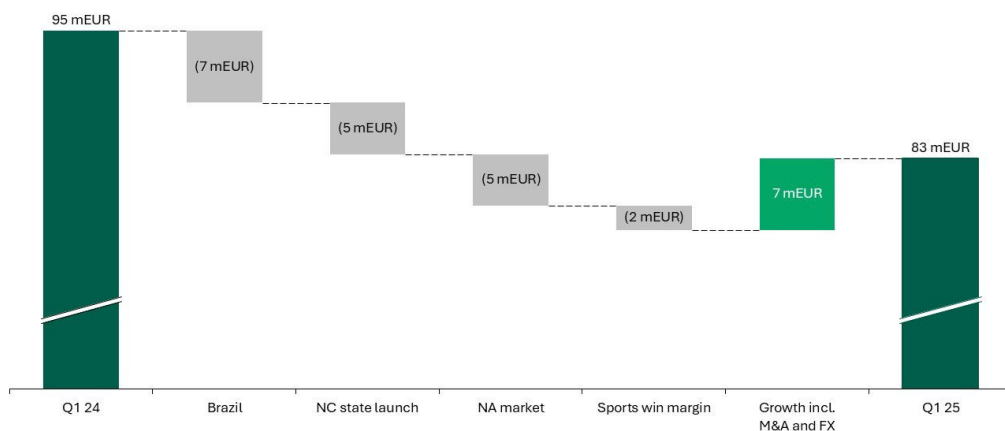 95 mEUR
(7 mEUR)
(5 mEUR)
(5 mEUR)
(2 mEUR)
7 mEUR
83 mEUR
Q1 24
Brazil
NC state launch
NA market
Sports win margin
Growth incl.
M&A and FX
Q1 25